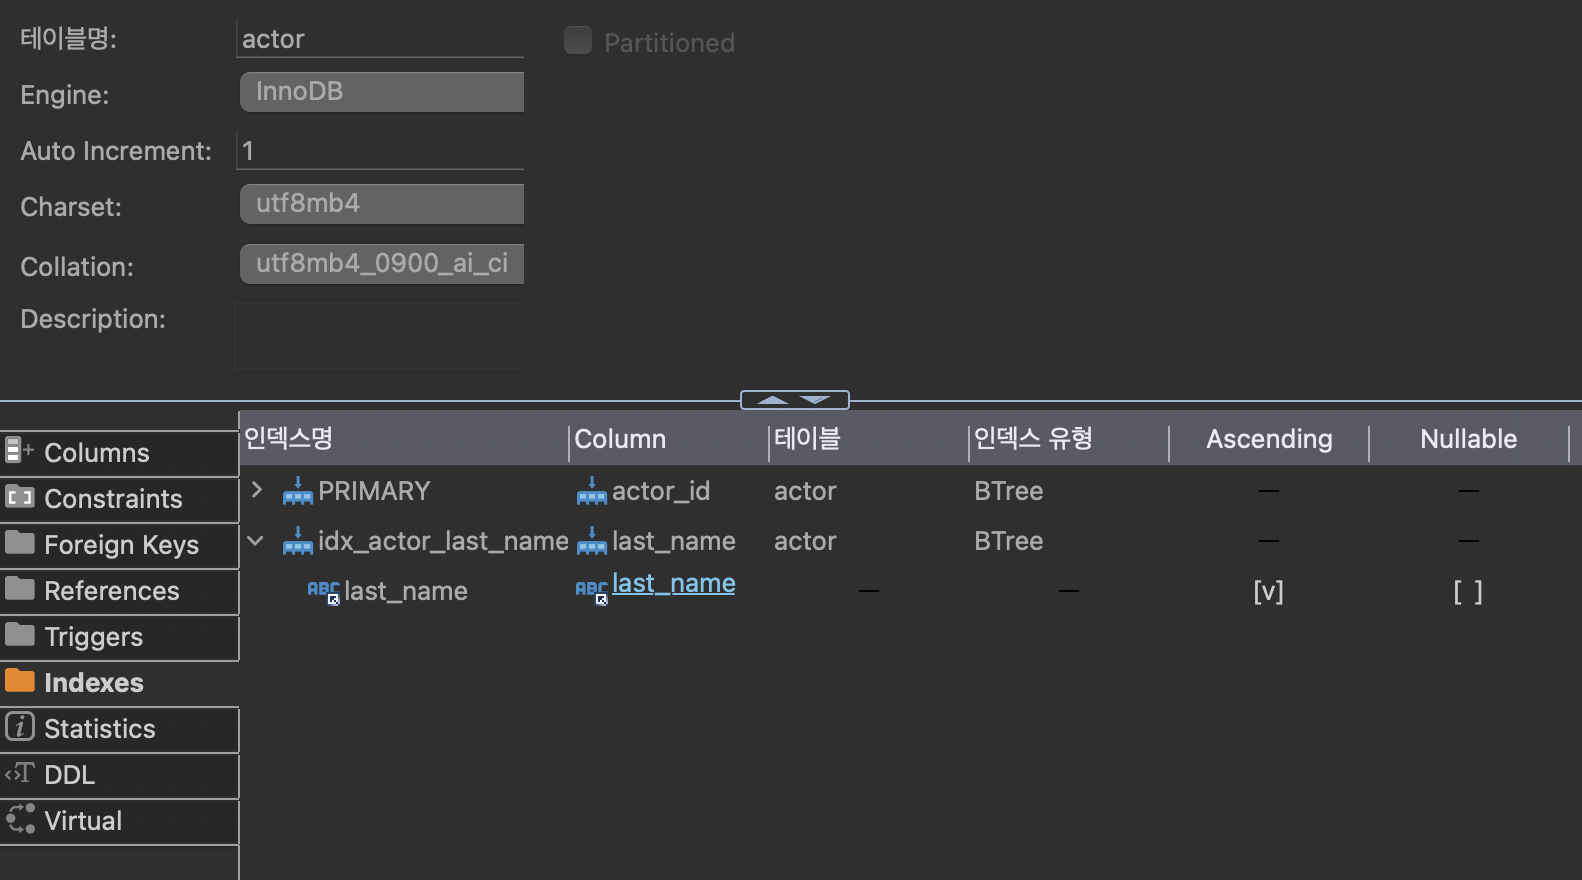 테이블명: actor Partitioned
Engine: InnoDB
Auto Increment: 1
Charset: utf8mb4
Collation: utf8mb4_0900_ai_ci
Description:
인덱스명 Column 테이블 인덱스 유형 Ascending Nullable
Columns
Constraints
Foreign Keys
References
Triggers
Indexes
Statistics
DDL
Virtual
PRIMARY actor_id actor BTree — —
idx_actor_last_name last_name actor BTree — —
ABC last_name ABC last_name — — [v] [ ]